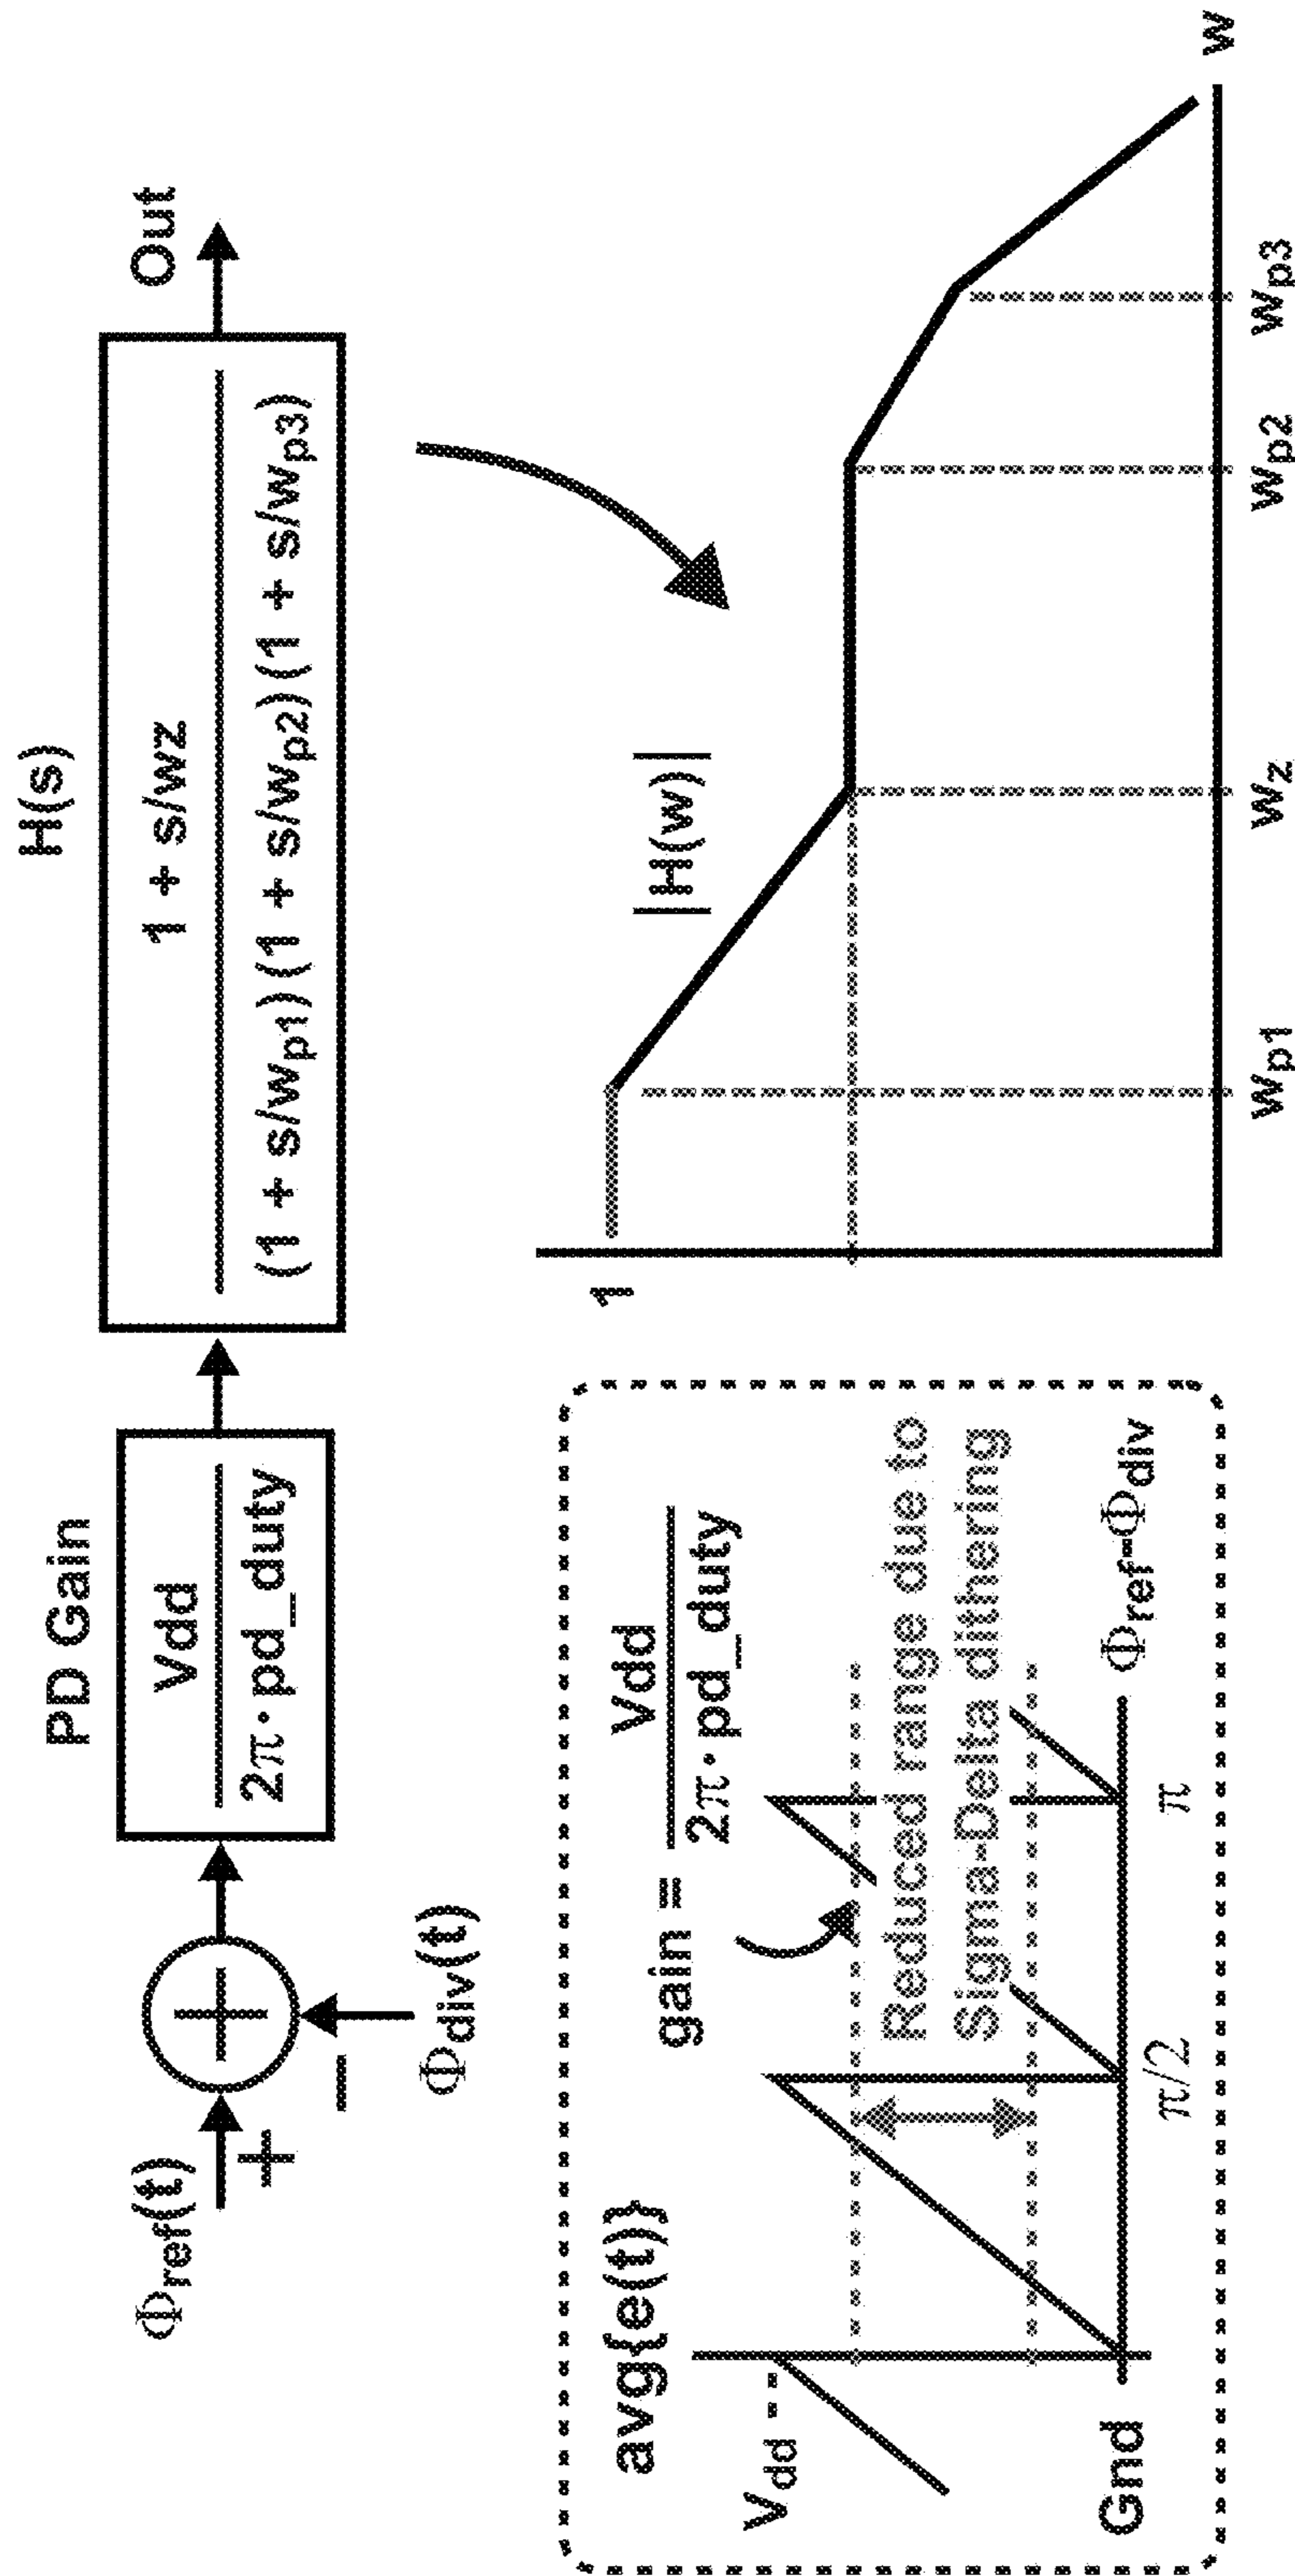 PD Gain
H(s)
Φref(t)
+
−
Φdiv(t)
Vdd
2π·pd_duty
1 + s/wz
(1 + s/wp1)(1 + s/wp2)(1 + s/wp3)
Out
avg{e(t)}
Vdd
Gnd
gain = Vdd
2π·pd_duty
Reduced range due to
Sigma-Delta dithering
π/2
π
Φref-Φdiv
|H(w)|
1
wp1
wz
wp2
wp3
w